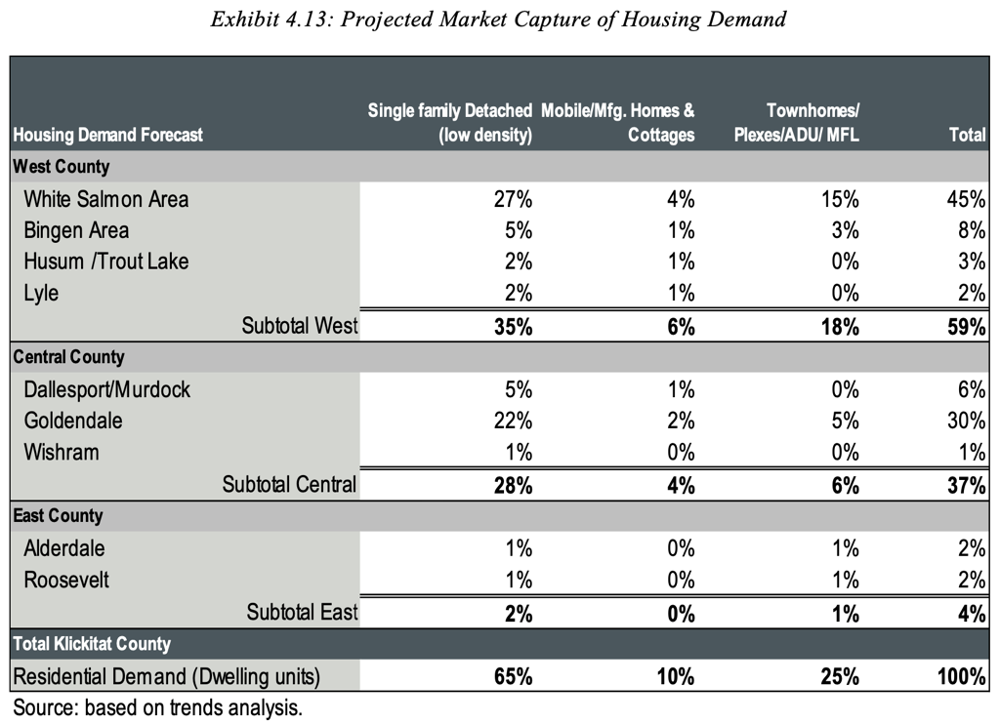 Exhibit 4.13: Projected Market Capture of Housing Demand
Housing Demand Forecast Single family Detached (low density) Mobile/Mfg. Homes & Cottages Townhomes/ Plexes/ADU/ MFL Total
West County
White Salmon Area 27% 4% 15% 45%
Bingen Area 5% 1% 3% 8%
Husum /Trout Lake 2% 1% 0% 3%
Lyle 2% 1% 0% 2%
Subtotal West 35% 6% 18% 59%
Central County
Dallesport/Murdock 5% 1% 0% 6%
Goldendale 22% 2% 5% 30%
Wishram 1% 0% 0% 1%
Subtotal Central 28% 4% 6% 37%
East County
Alderdale 1% 0% 1% 2%
Roosevelt 1% 0% 1% 2%
Subtotal East 2% 0% 1% 4%
Total Klickitat County
Residential Demand (Dwelling units) 65% 10% 25% 100%
Source: based on trends analysis.